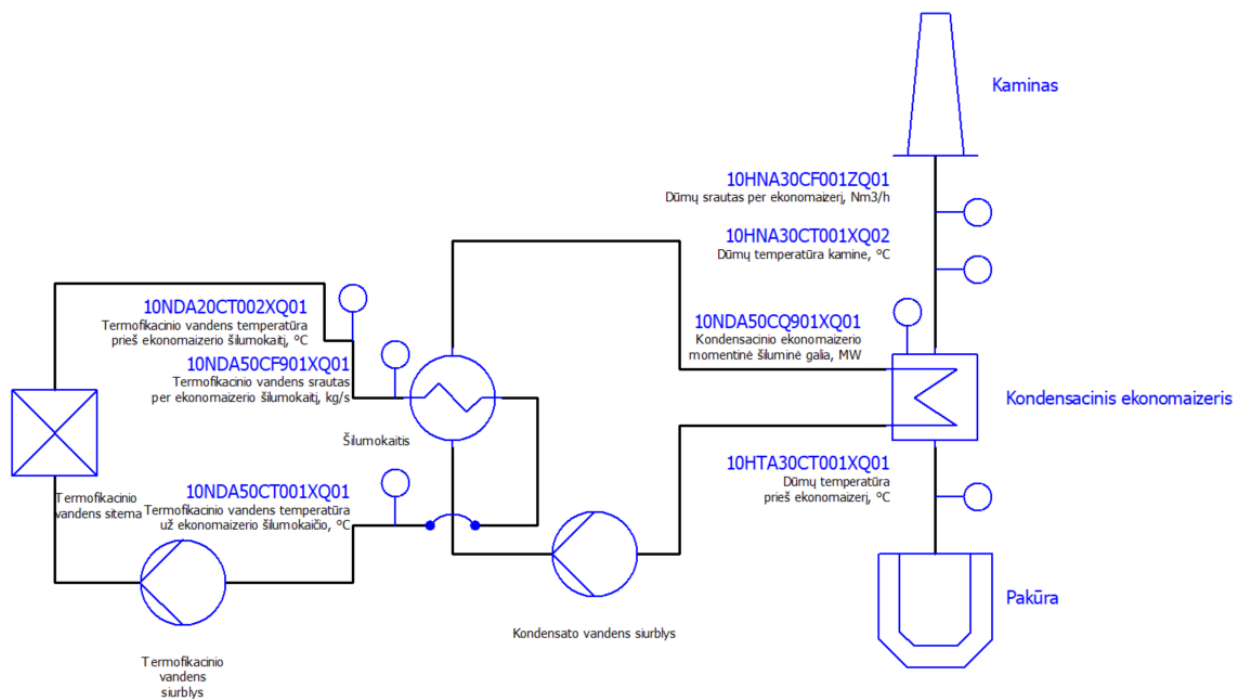 Kaminas
10HNA30CF001ZQ01
Dūmų srautas per ekonomaizerį, Nm3/h
10HNA30CT001XQ02
Dūmų temperatūra kamine, °C
10NDA20CT002XQ01
Termofikacinio vandens temperatūra
prieš ekonomaizerio šilumokaitį, °C
10NDA50CF901XQ01
Termofikacinio vandens srautas
per ekonomaizerio šilumokaitį, kg/s
10NDA50CQ901XQ01
Kondensacinio ekonomaizerio
momentinė šiluminė galia, MW
Kondensacinis ekonomaizeris
Šilumokaitis
10HTA30CT001XQ01
Dūmų temperatūra
prieš ekonomaizerį, °C
Termofikacinio
vandens sitema
10NDA50CT001XQ01
Termofikacinio vandens temperatūra
už ekonomaizerio šilumokaičio, °C
Pakūra
Kondensato vandens siurblys
Termofikacinio
vandens
siurblys